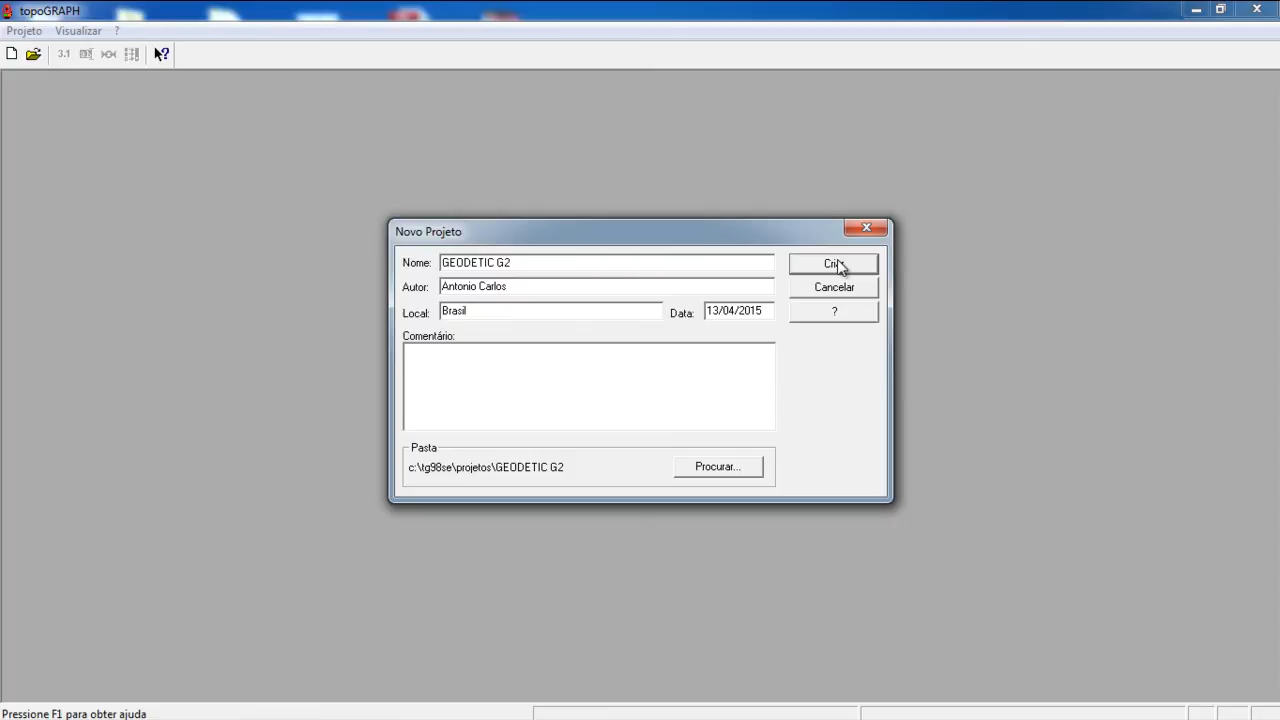 topoGRAPH
Projeto Visualizar ?
3.1
Novo Projeto
Nome: GEODETIC G2
Autor: Antonio Carlos
Local: Brasil Data: 13/04/2015
Cancelar
?
Comentário:
Pasta
c:\tg98se\projetos\GEODETIC G2 Procurar...
Pressione F1 para obter ajuda